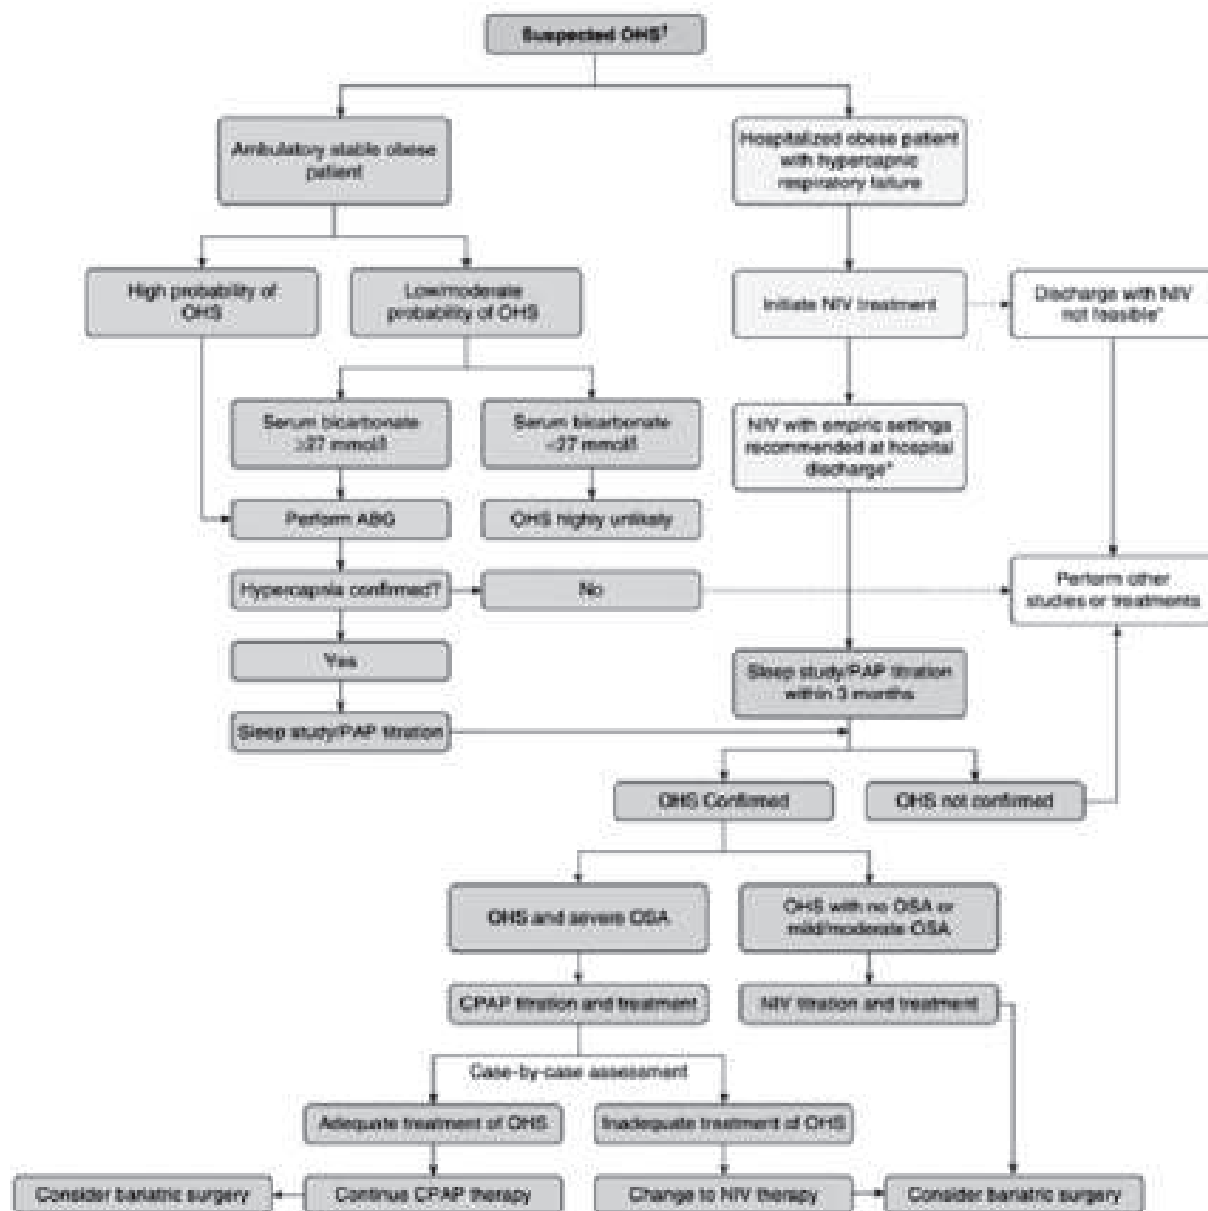 Suspected OHS†
Ambulatory stable obese
patient
Hospitalized obese patient
with hypercapnic
respiratory failure
High probability of
OHS
Low/moderate
probability of OHS
Initiate NIV treatment
Discharge with NIV
not feasible*
Serum bicarbonate
≥27 mmol/l
Serum bicarbonate
<27 mmol/l
NIV with empiric settings
recommended at hospital
discharge*
Perform ABG
OHS highly unlikely
Hypercapnia confirmed?
No
Perform other
studies or treatments
Yes
Sleep study/PAP titration
within 3 months
Sleep study/PAP titration
OHS Confirmed
OHS not confirmed
OHS and severe OSA
OHS with no OSA or
mild/moderate OSA
CPAP titration and treatment
NIV titration and treatment
Case-by-case assessment
Adequate treatment of OHS
Inadequate treatment of OHS
Consider bariatric surgery
Continue CPAP therapy
Change to NIV therapy
Consider bariatric surgery